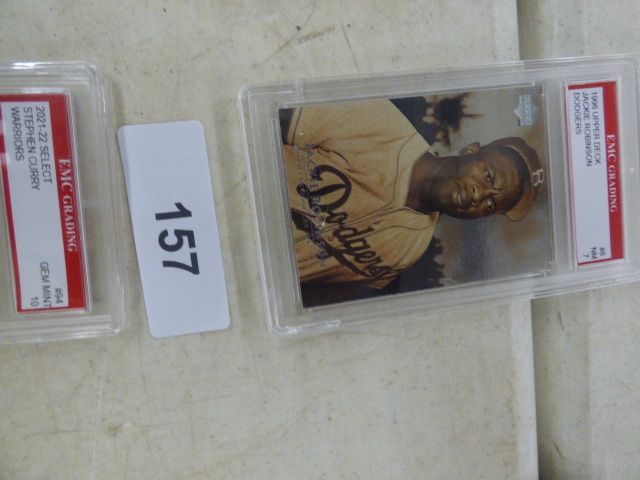 EMC GRADING
2021-22 SELECT
STEPHEN CURRY
WARRIORS
#94
GEM MINT
10
157
EMC GRADING
1996 UPPER DECK
JACKIE ROBINSON
DODGERS
#8
NM
7
Dodgers